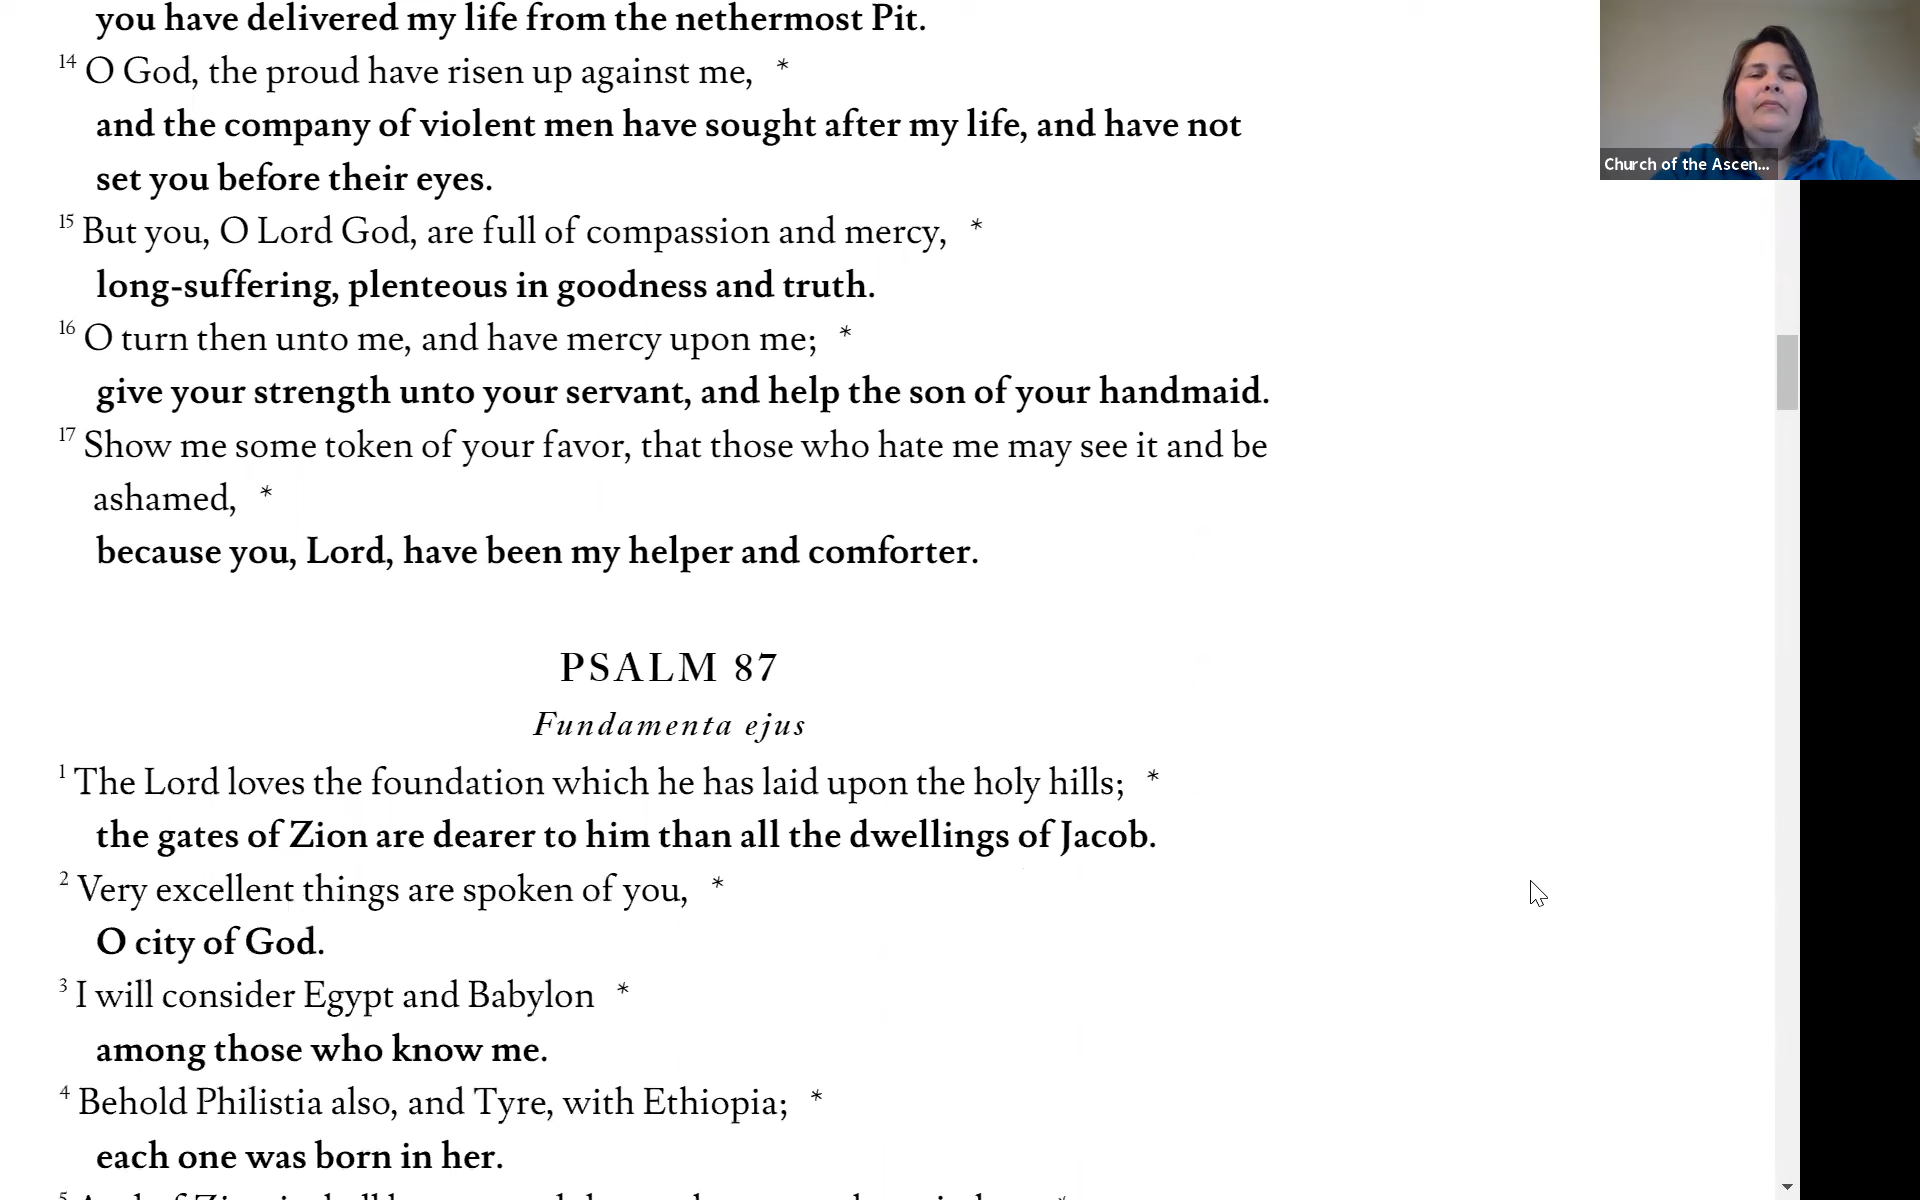 you have delivered my life from the nethermost Pit.
14 O God, the proud have risen up against me, *
and the company of violent men have sought after my life, and have not
set you before their eyes.
15 But you, O Lord God, are full of compassion and mercy, *
long-suffering, plenteous in goodness and truth.
16 O turn then unto me, and have mercy upon me; *
give your strength unto your servant, and help the son of your handmaid.
17 Show me some token of your favor, that those who hate me may see it and be
ashamed, *
because you, Lord, have been my helper and comforter.
PSALM 87
Fundamenta ejus
1 The Lord loves the foundation which he has laid upon the holy hills; *
the gates of Zion are dearer to him than all the dwellings of Jacob.
2 Very excellent things are spoken of you, *
O city of God.
3 I will consider Egypt and Babylon *
among those who know me.
4 Behold Philistia also, and Tyre, with Ethiopia; *
each one was born in her.
Church of the Ascen...